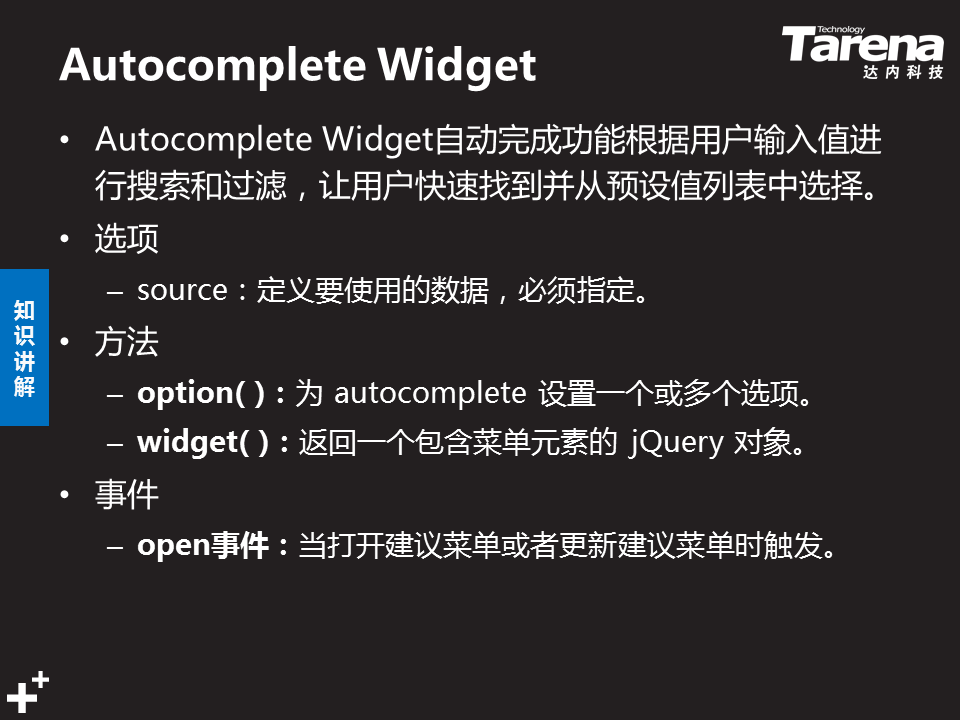 Autocomplete Widget
Technology
Tarena
达内科技
• Autocomplete Widget自动完成功能根据用户输入值进
行搜索和过滤，让用户快速找到并从预设值列表中选择。
• 选项
– source：定义要使用的数据，必须指定。
• 方法
– option( )：为 autocomplete 设置一个或多个选项。
– widget( )：返回一个包含菜单元素的 jQuery 对象。
• 事件
– open事件：当打开建议菜单或者更新建议菜单时触发。
知
识
讲
解